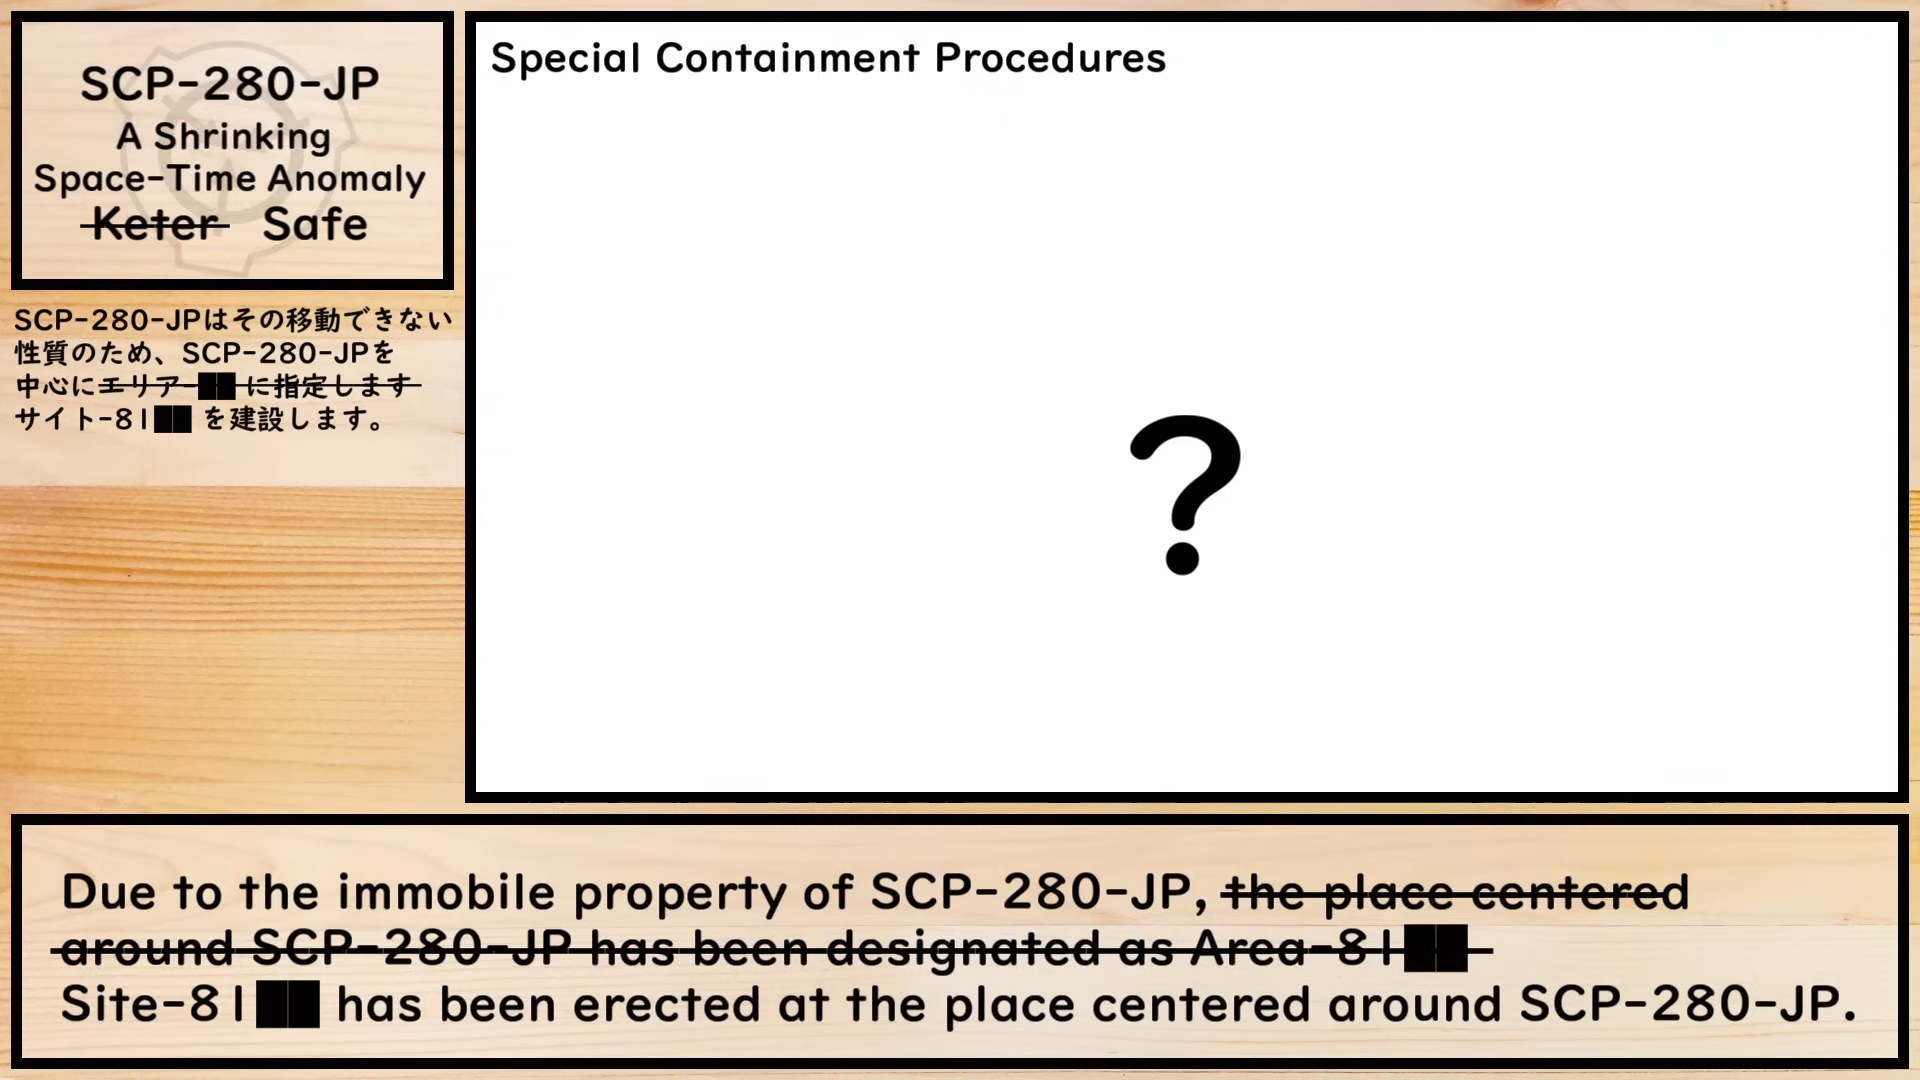 SCP-280-JP
A Shrinking
Space-Time Anomaly
Keter Safe
SCP-280-JPはその移動できない
性質のため、SCP-280-JPを
中心にエリア-██ に指定します
サイト-81██ を建設します。
Special Containment Procedures
?
Due to the immobile property of SCP-280-JP, the place centered
around SCP-280-JP has been designated as Area-81██
Site-81██ has been erected at the place centered around SCP-280-JP.